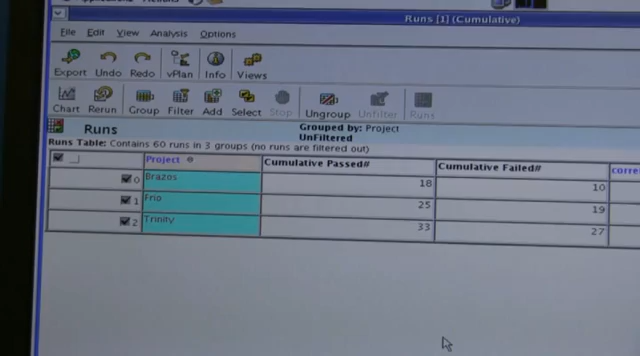 Runs [1] (Cumulative)
File Edit View Analysis Options
Export Undo Redo vPlan Info Views
Chart Rerun Group Filter Add Select Stop Ungroup Unfilter Runs
Runs Grouped by: Project
UnFiltered
Runs Table: Contains 60 runs in 3 groups (no runs are filtered out)
Project Cumulative Passed# Cumulative Failed# corre
0 Brazos 18 10
1 Frio 25 19
2 Trinity 33 27